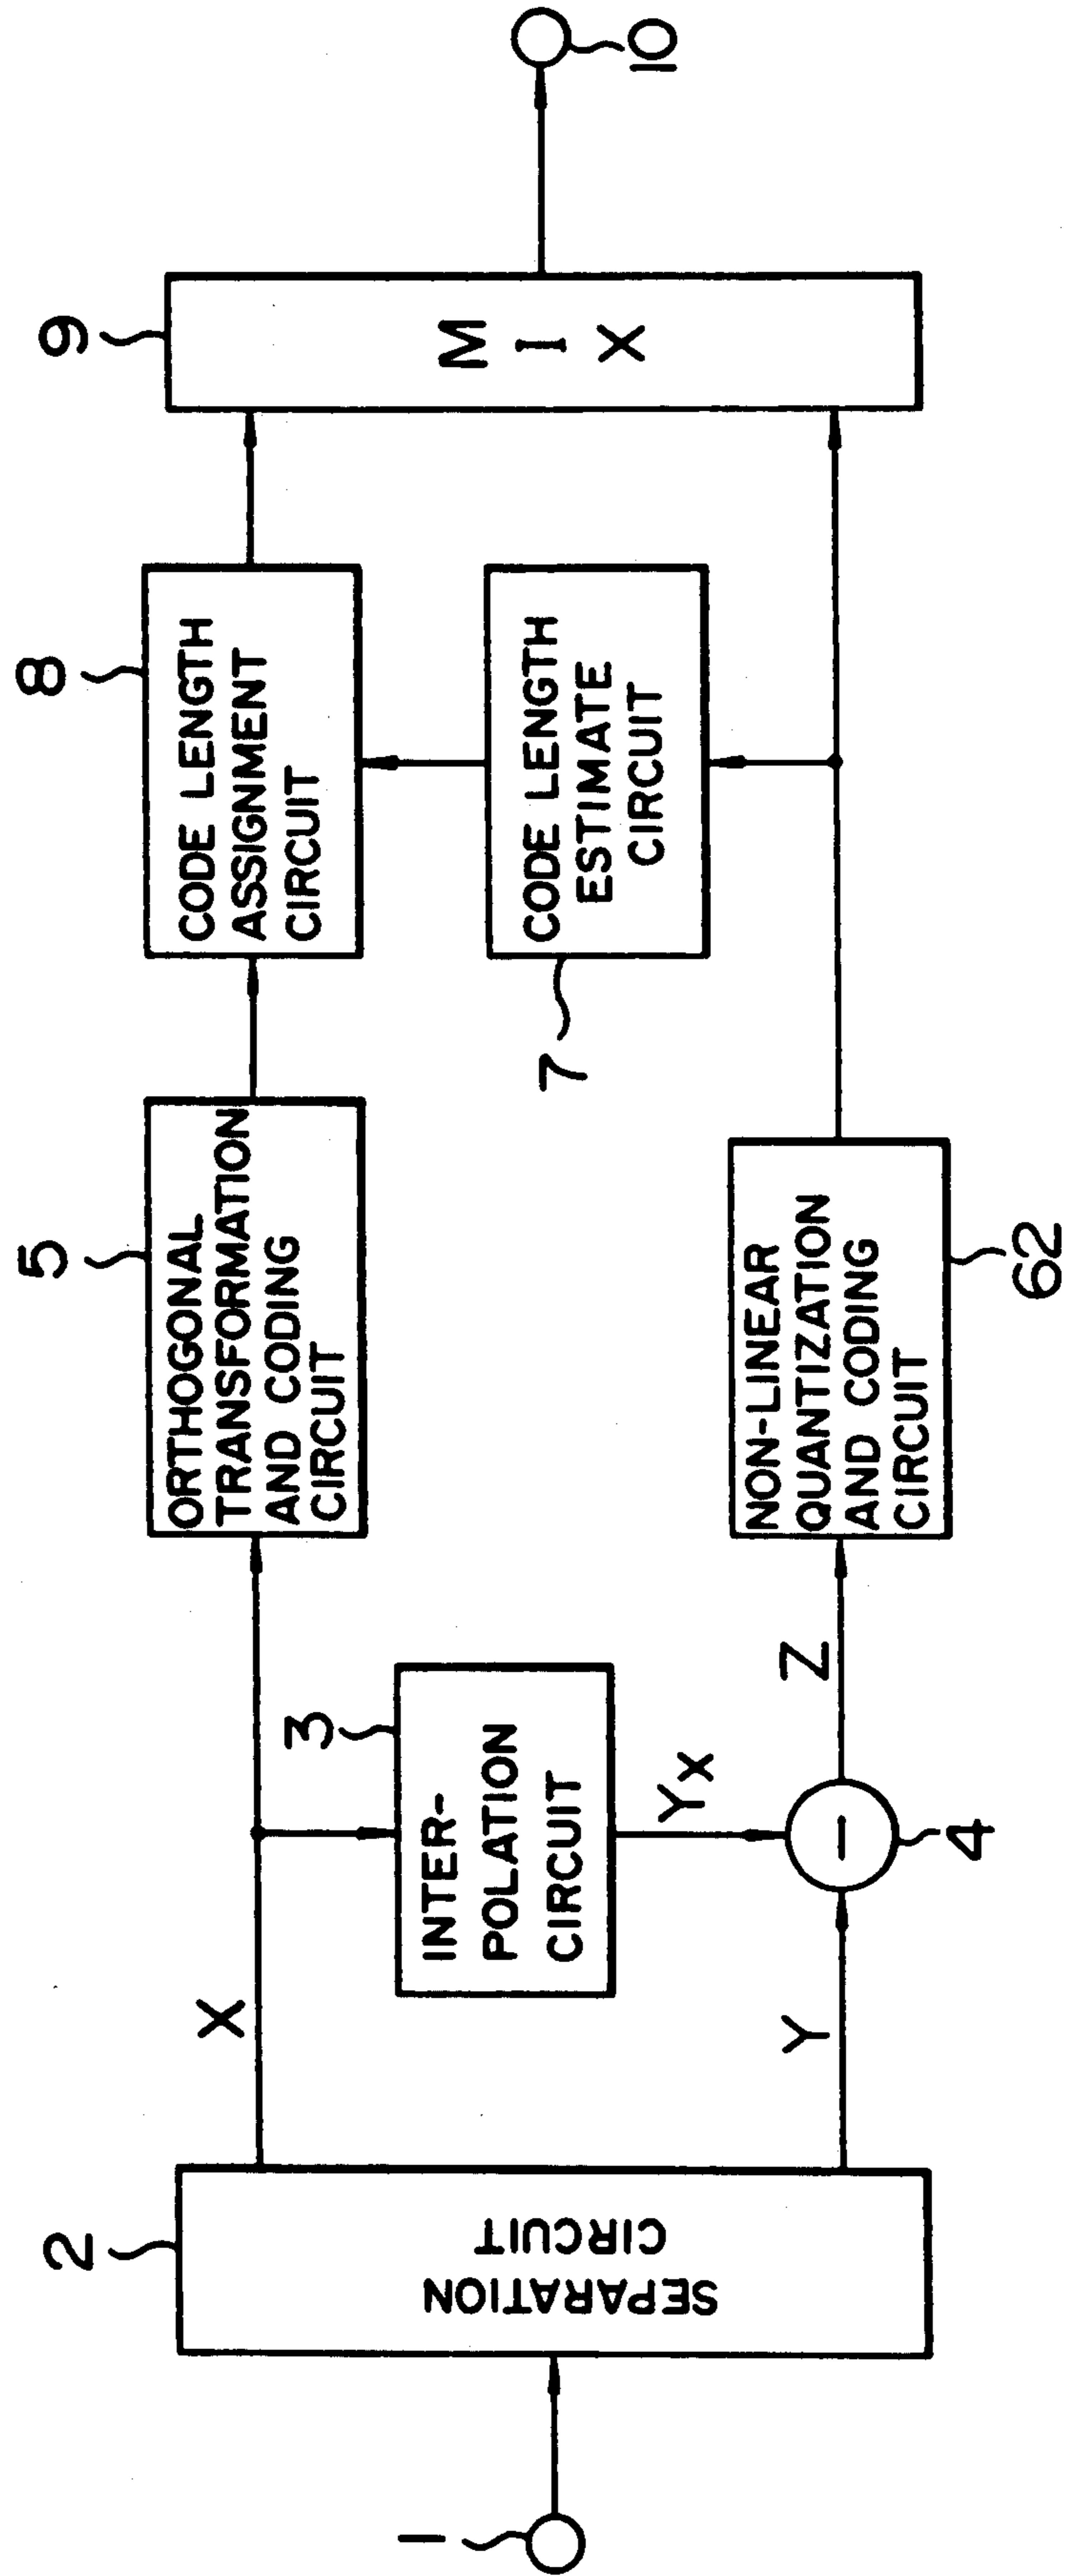 1
2
SEPARATION
CIRCUIT
X
Y
3
INTER-
POLATION
CIRCUIT
Yx
4
−
Z
5
ORTHOGONAL
TRANSFORMATION
AND CODING
CIRCUIT
NON-LINEAR
QUANTIZATION
AND CODING
CIRCUIT
62
7
CODE LENGTH
ESTIMATE
CIRCUIT
8
CODE LENGTH
ASSIGNMENT
CIRCUIT
9
M
I
X
10